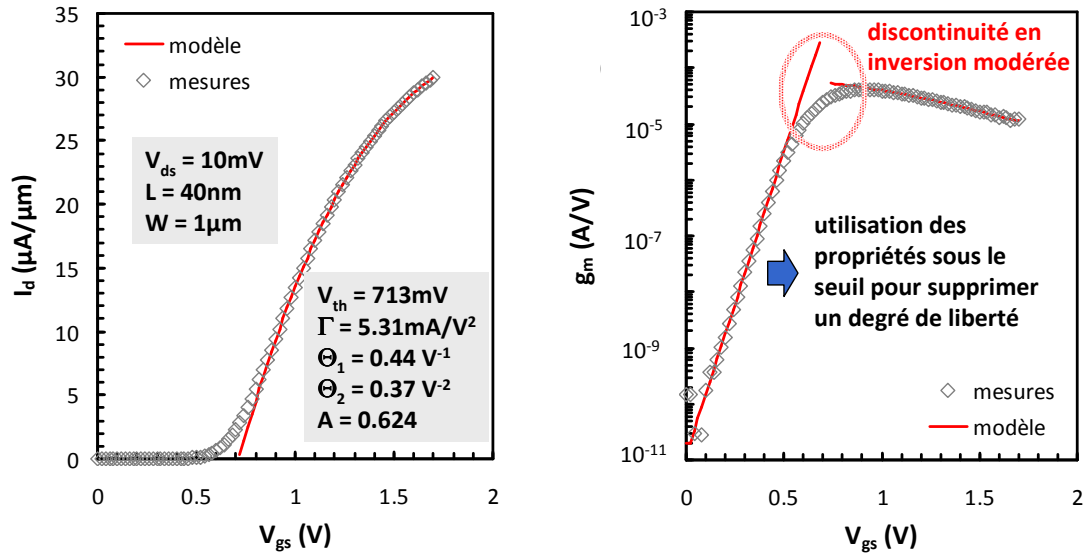 35
30
25
20
15
10
5
0
0
0.5
1
1.5
2
I_d (µA/µm)
V_gs (V)
modèle
mesures
V_ds = 10mV
L = 40nm
W = 1µm
V_th = 713mV
Γ = 5.31mA/V²
Θ₁ = 0.44 V⁻¹
Θ₂ = 0.37 V⁻²
A = 0.624
10⁻³
10⁻⁵
10⁻⁷
10⁻⁹
10⁻¹¹
0
0.5
1
1.5
2
g_m (A/V)
V_gs (V)
discontinuité en
inversion modérée
utilisation des
propriétés sous le
seuil pour supprimer
un degré de liberté
mesures
modèle